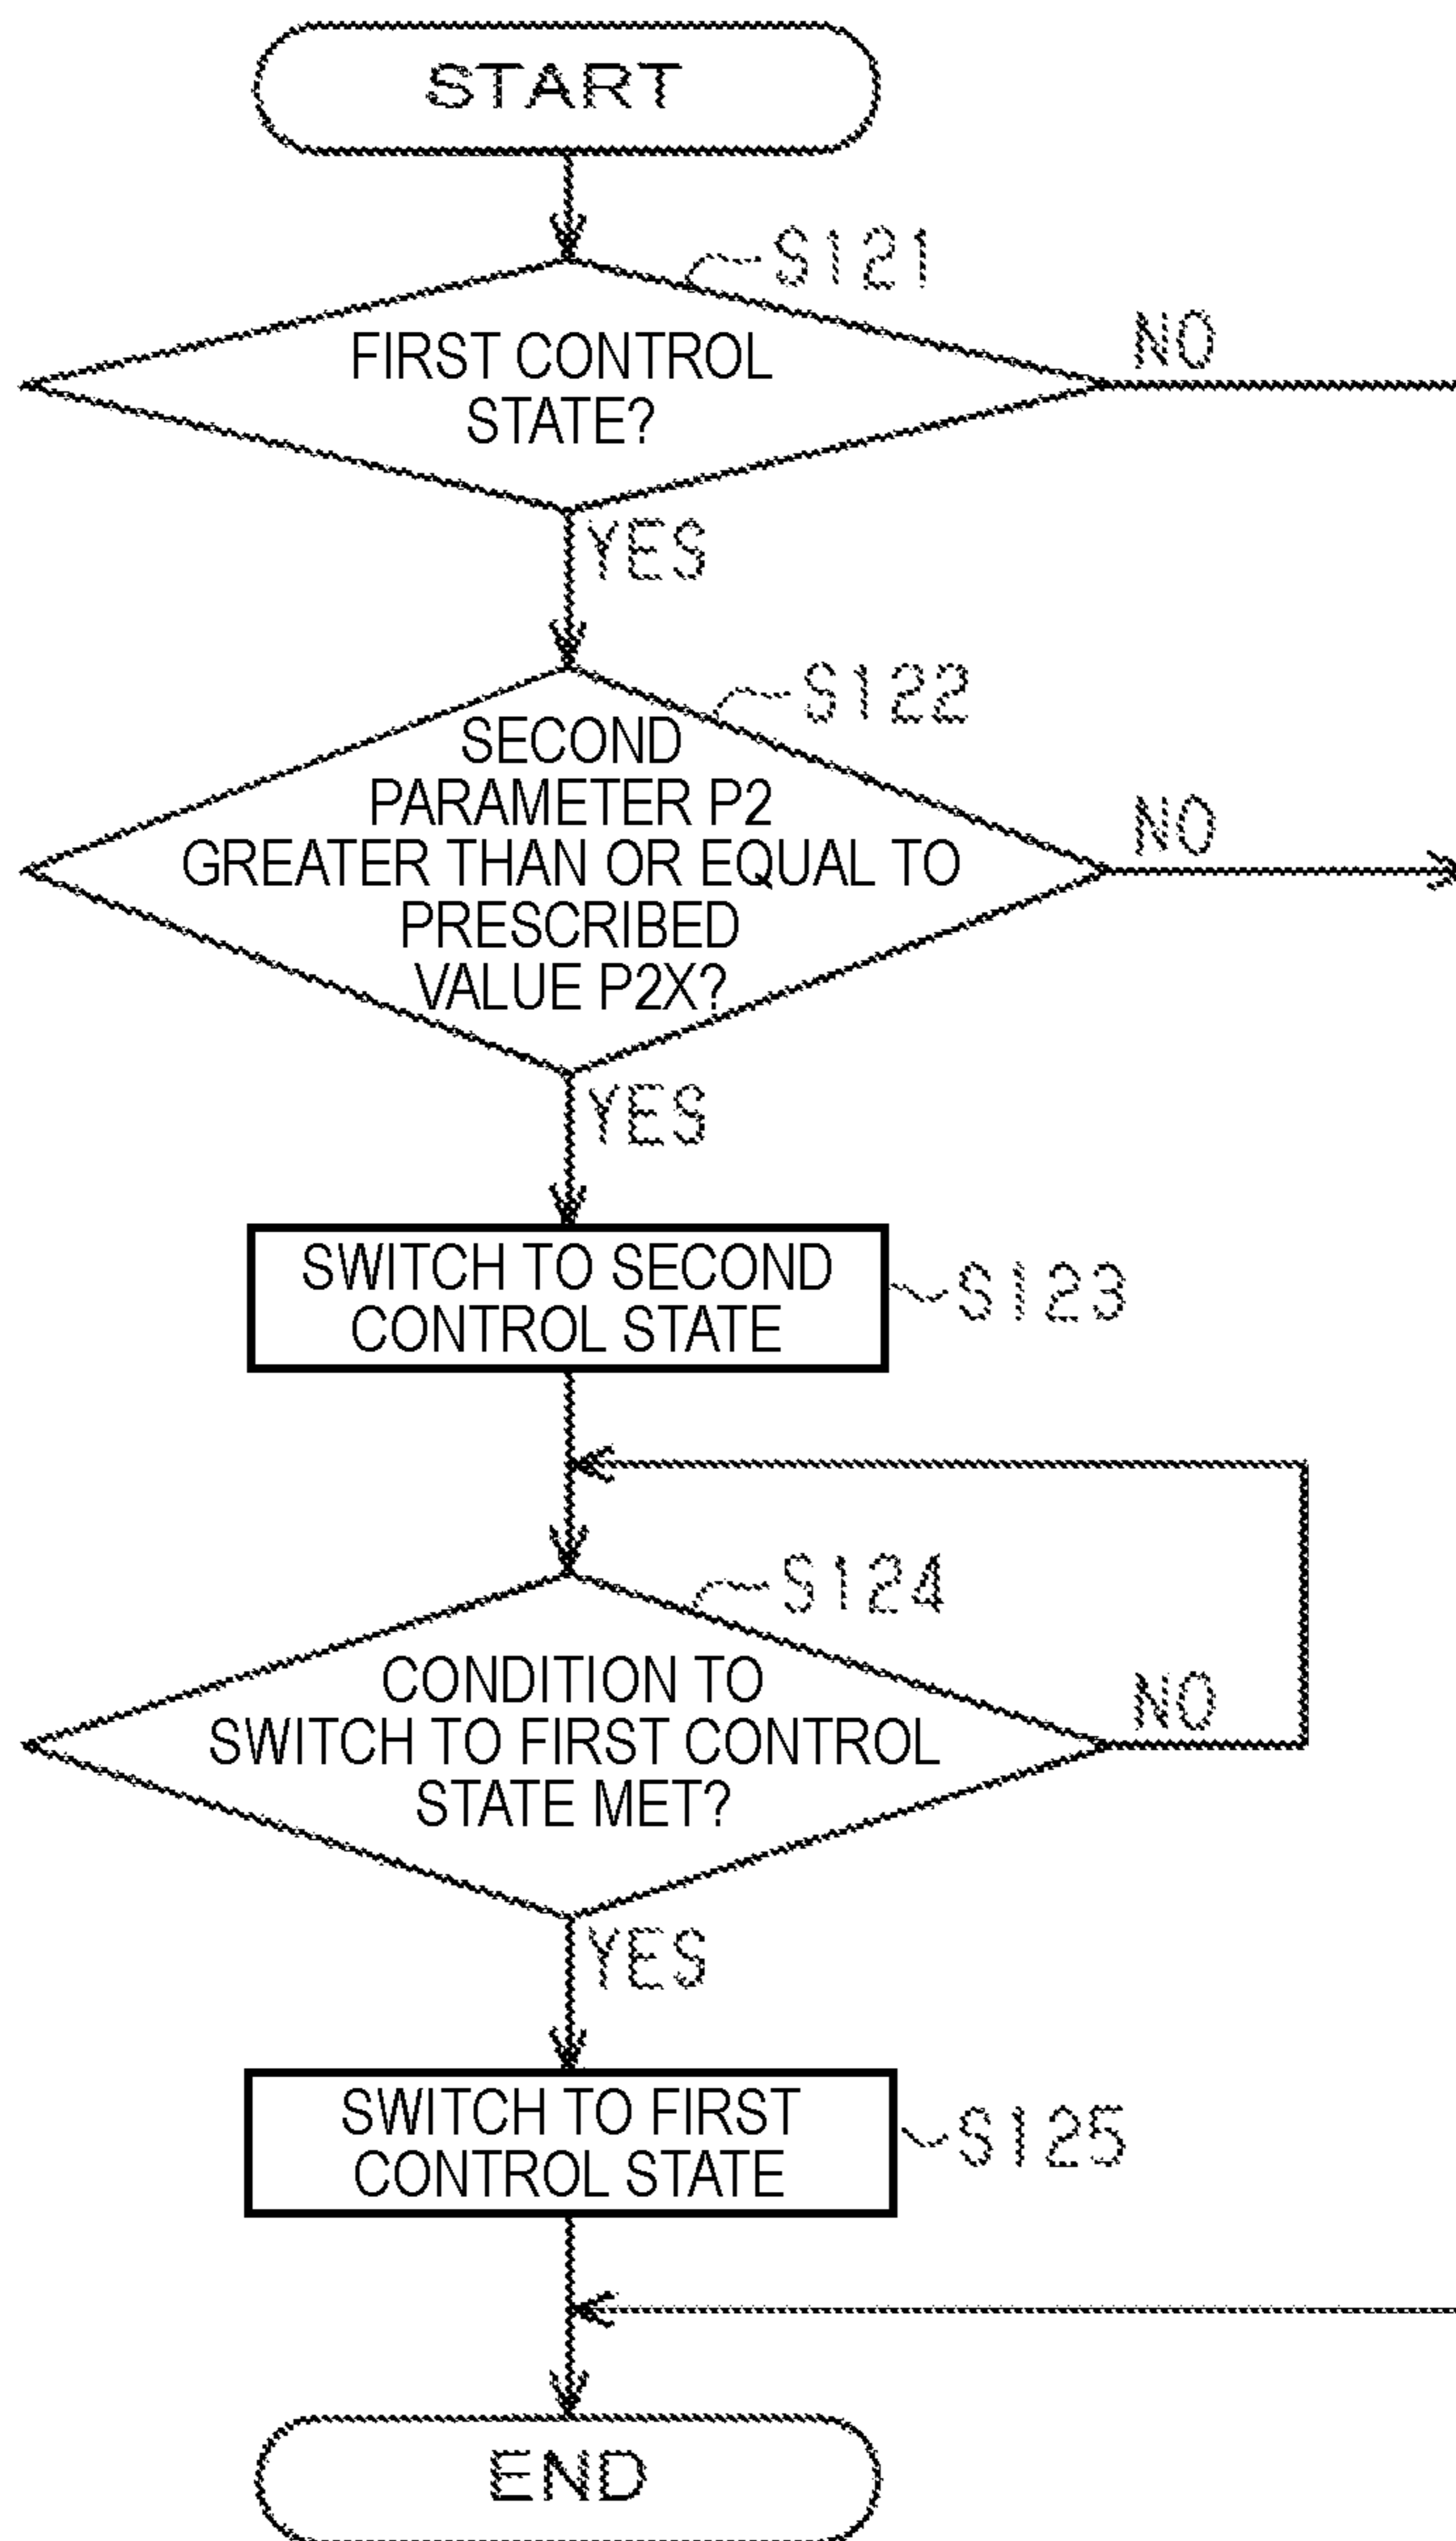 START
S121
FIRST CONTROL
STATE?
NO
YES
S122
SECOND
PARAMETER P2
GREATER THAN OR EQUAL TO
PRESCRIBED
VALUE P2X?
NO
YES
SWITCH TO SECOND
CONTROL STATE
S123
S124
CONDITION TO
SWITCH TO FIRST CONTROL
STATE MET?
NO
YES
SWITCH TO FIRST
CONTROL STATE
S125
END